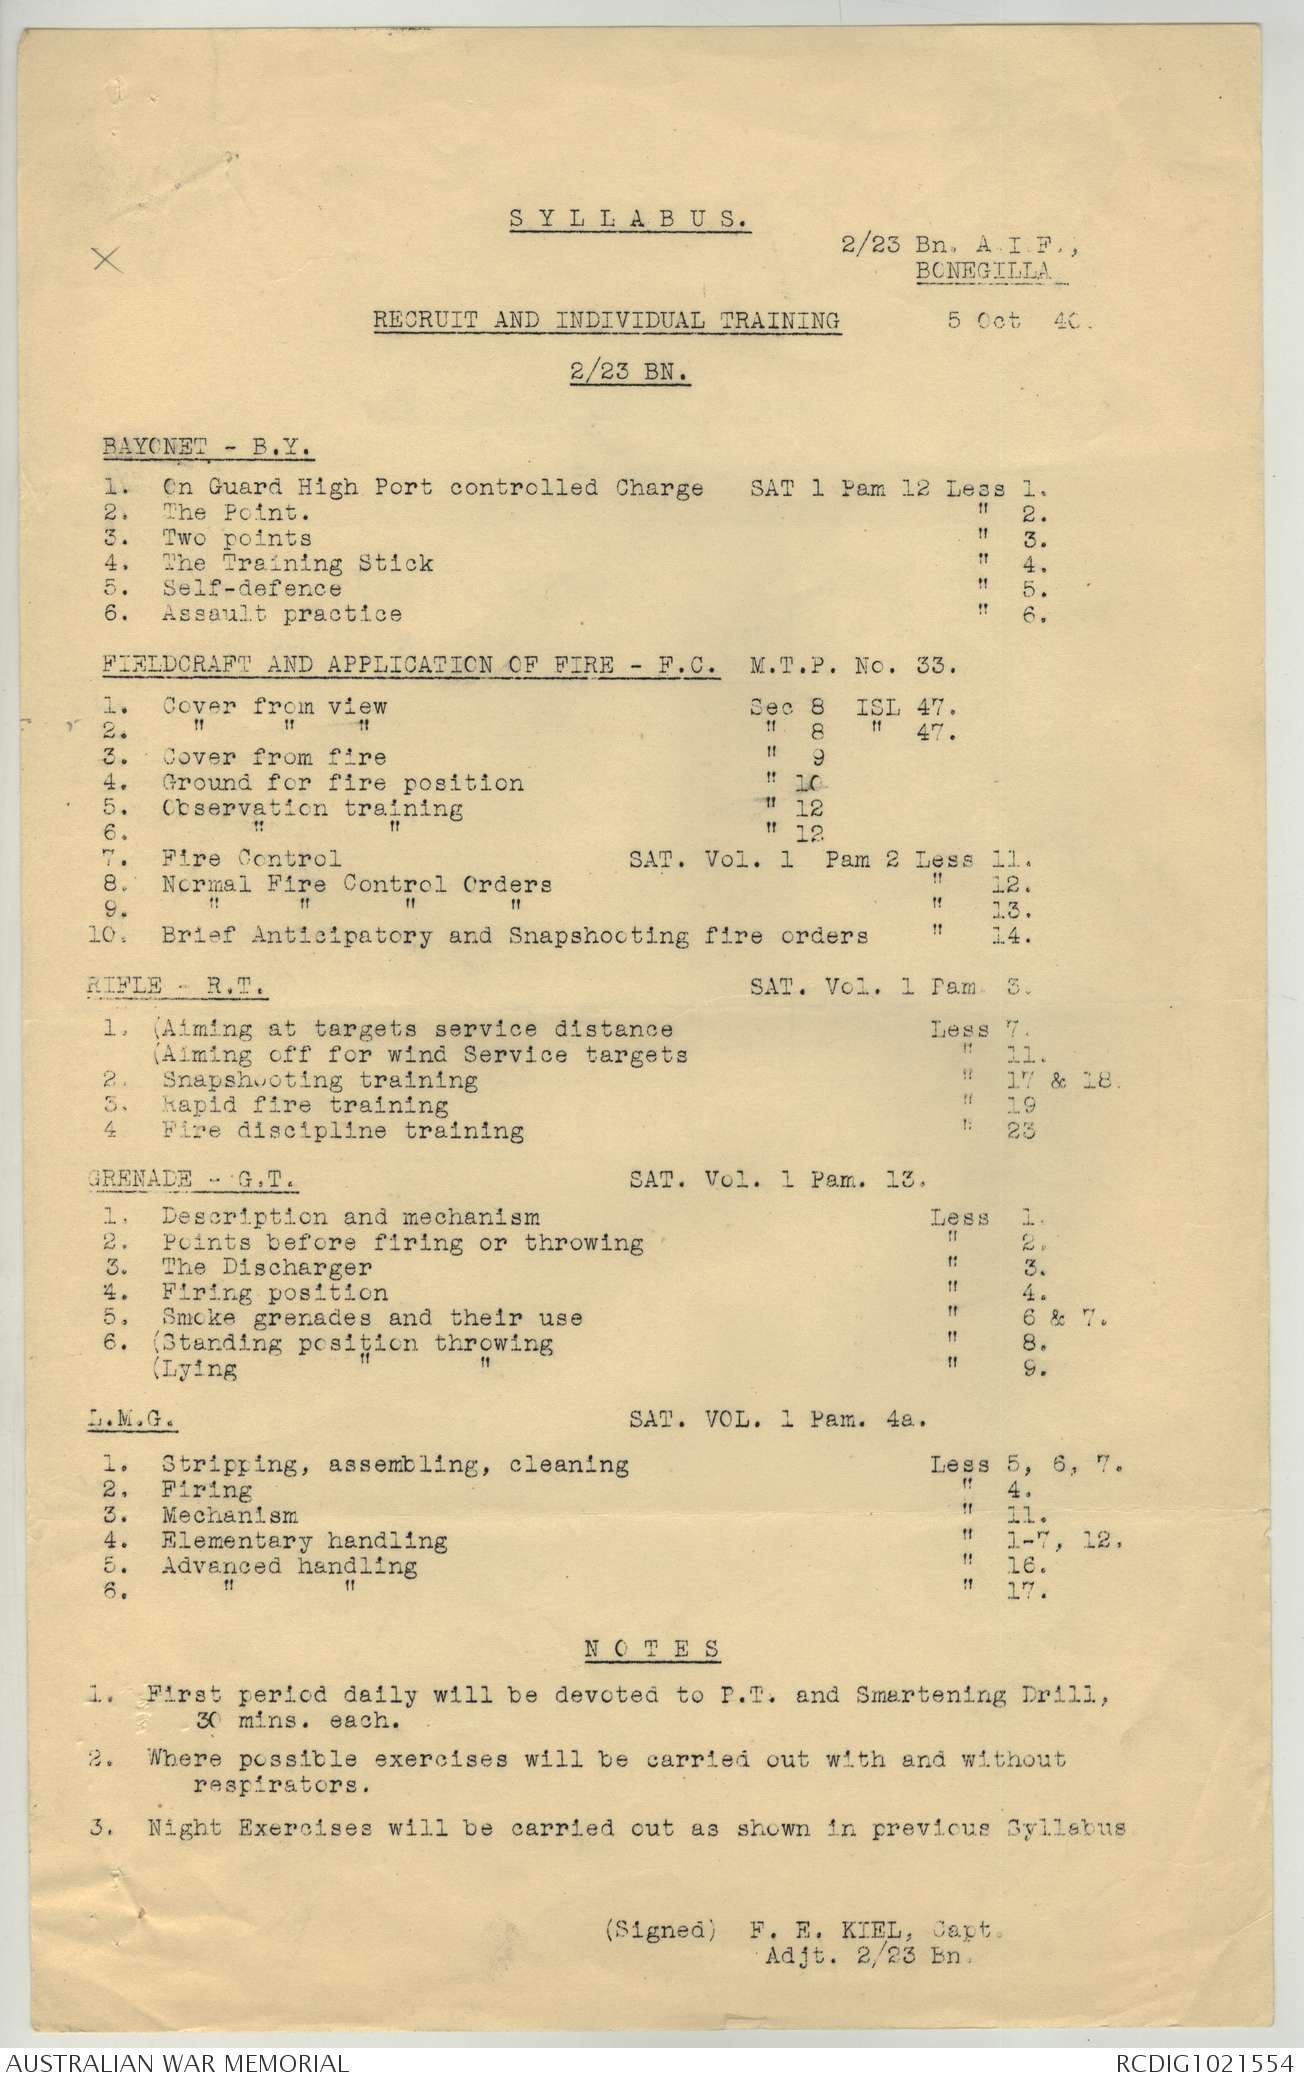 S Y L L A B U S.
2/23 Bn. A.I.F.,
BONEGILLA
RECRUIT AND INDIVIDUAL TRAINING 5 Oct 40.
2/23 BN.
BAYONET - B.Y.
1. On Guard High Port controlled Charge SAT 1 Pam 12 Less 1.
2. The Point. " 2.
3. Two points " 3.
4. The Training Stick " 4.
5. Self-defence " 5.
6. Assault practice " 6.
FIELDCRAFT AND APPLICATION OF FIRE - F.C. M.T.P. No. 33.
1. Cover from view Sec 8 ISL 47.
2. " " " " 8 " 47.
3. Cover from fire " 9
4. Ground for fire position " 10
5. Observation training " 12
6. " " " 12
7. Fire Control SAT. Vol. 1 Pam 2 Less 11.
8. Normal Fire Control Orders " 12.
9. " " " " " 13.
10. Brief Anticipatory and Snapshooting fire orders " 14.
RIFLE - R.T. SAT. Vol. 1 Pam 3.
1. (Aiming at targets service distance Less 7.
(Aiming off for wind Service targets " 11.
2. Snapshooting training " 17 & 18.
3. Rapid fire training " 19
4 Fire discipline training " 23
GRENADE - G.T. SAT. Vol. 1 Pam. 13.
1. Description and mechanism Less 1.
2. Points before firing or throwing " 2.
3. The Discharger " 3.
4. Firing position " 4.
5. Smoke grenades and their use " 6 & 7.
6. (Standing position throwing " 8.
(Lying " " " 9.
L.M.G. SAT. VOL. 1 Pam. 4a.
1. Stripping, assembling, cleaning Less 5, 6, 7.
2. Firing " 4.
3. Mechanism " 11.
4. Elementary handling " 1-7, 12.
5. Advanced handling " 16.
6. " " " 17.
N O T E S
1. First period daily will be devoted to P.T. and Smartening Drill,
30 mins. each.
2. Where possible exercises will be carried out with and without
respirators.
3. Night Exercises will be carried out as shown in previous Syllabus
(Signed) F. E. KIEL, Capt.
Adjt. 2/23 Bn.
AUSTRALIAN WAR MEMORIAL RCDIG1021554